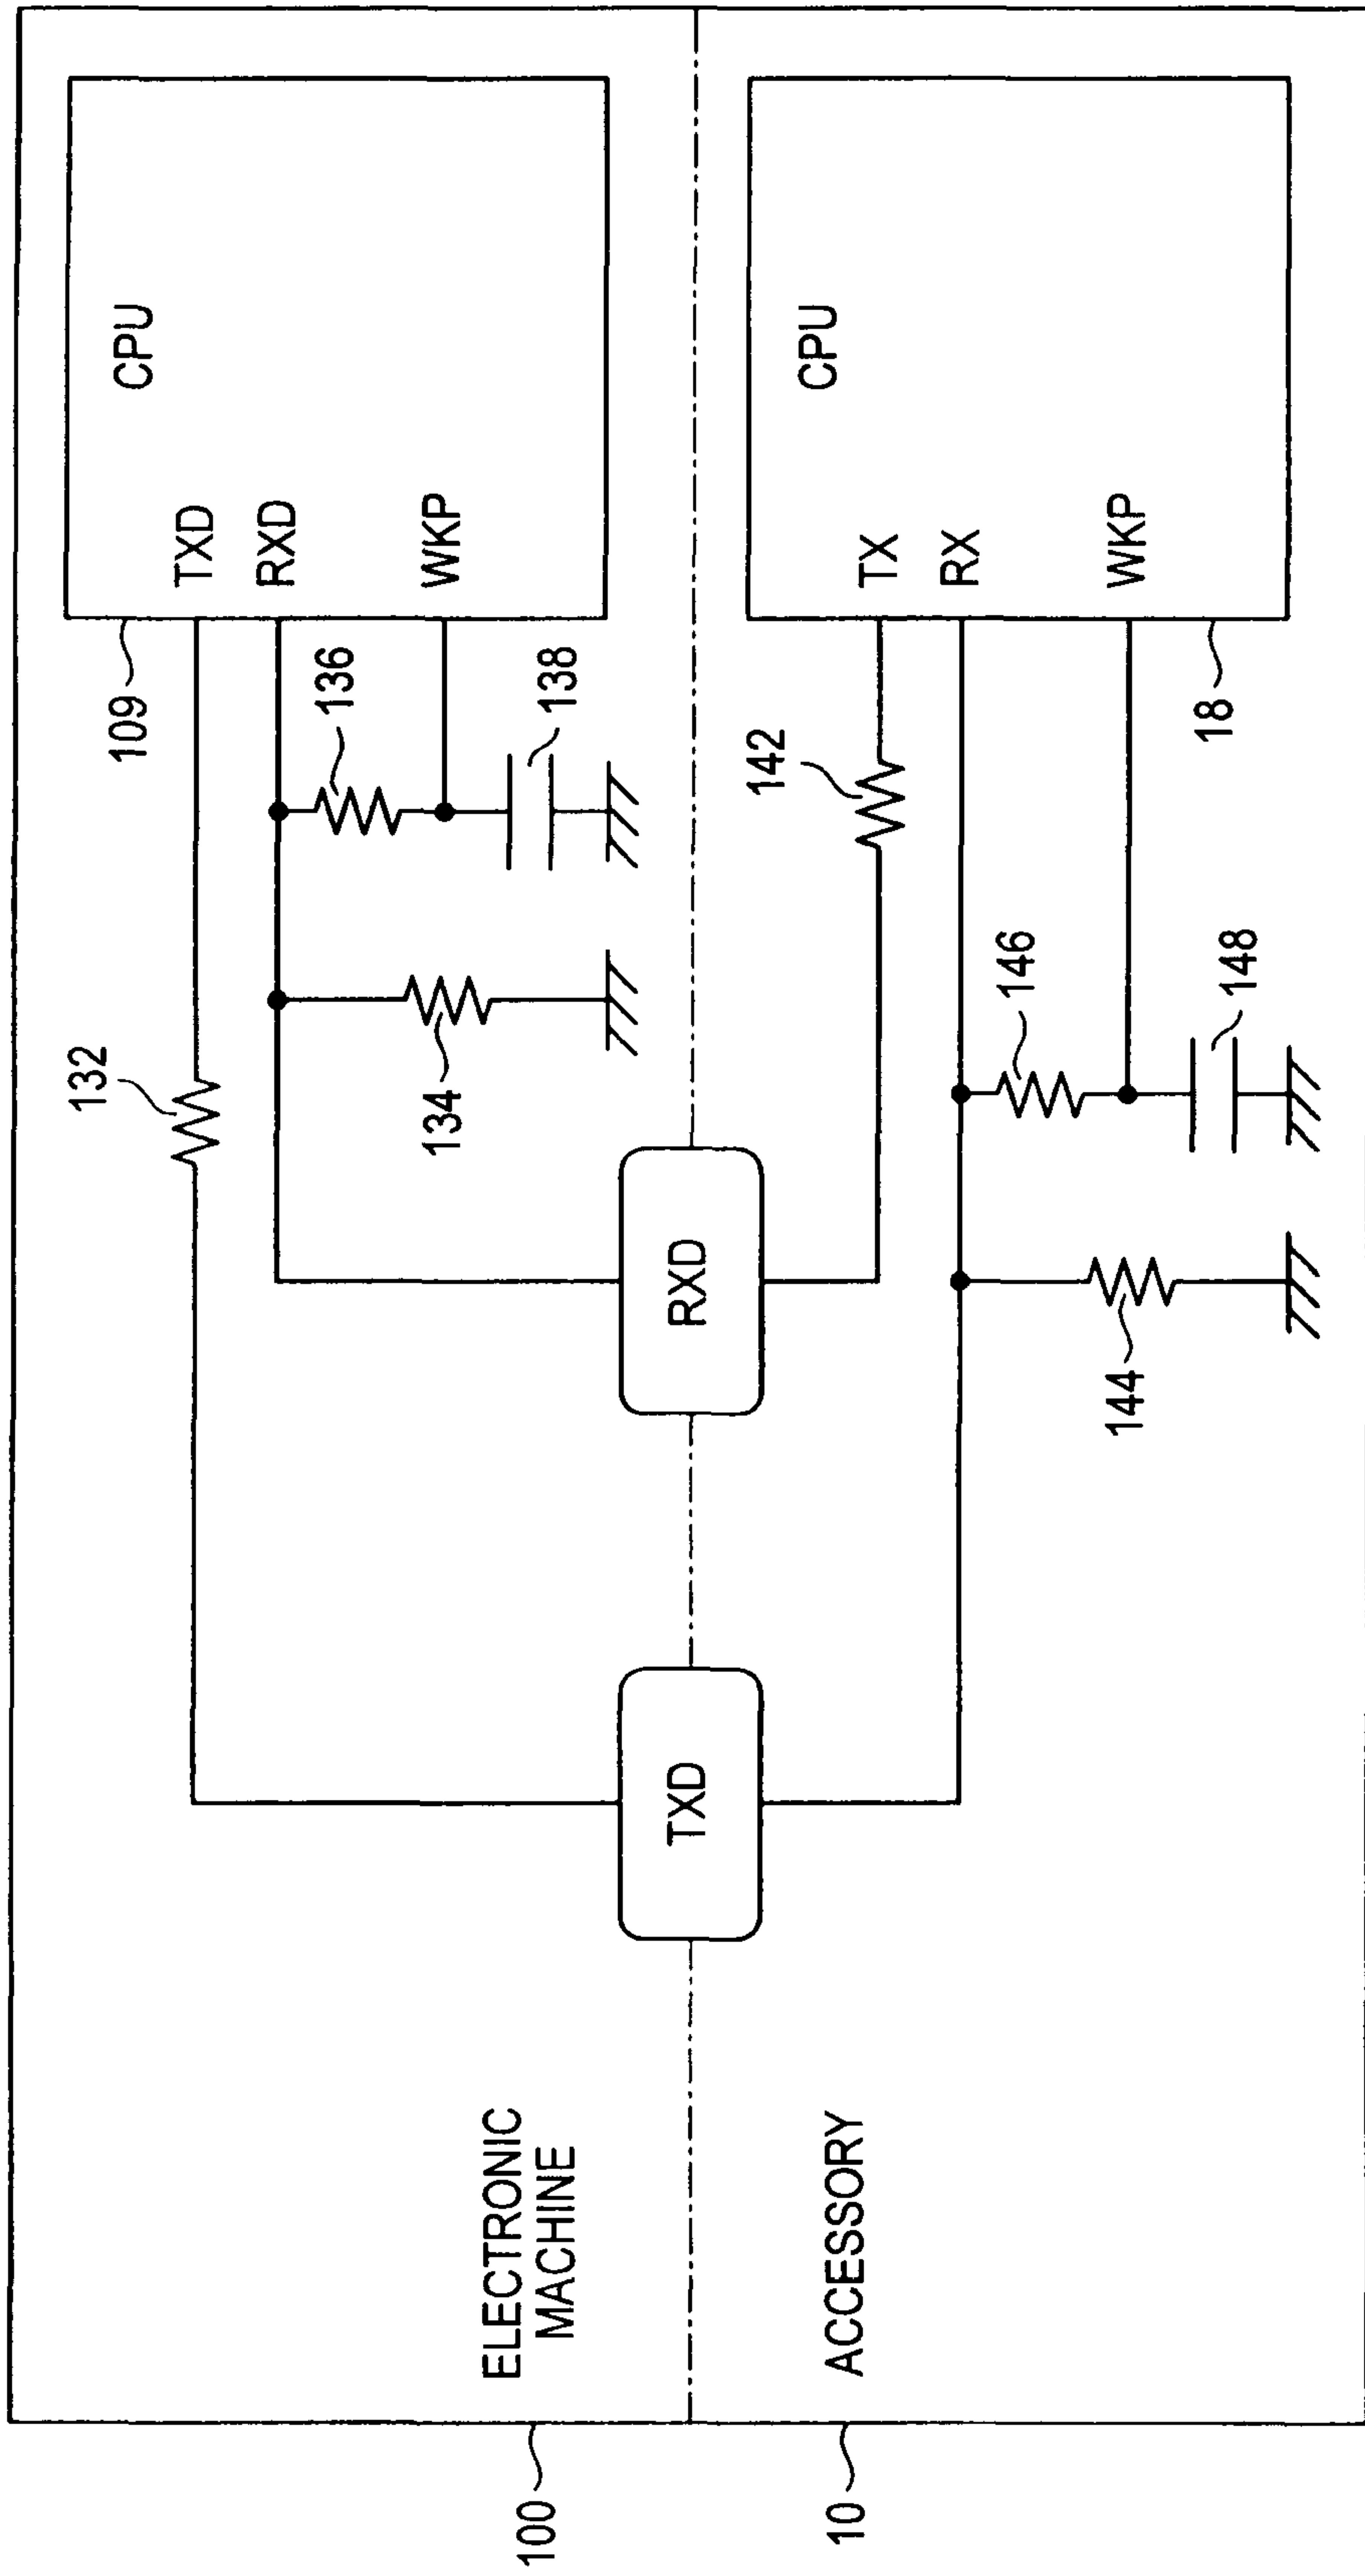 100
ELECTRONIC
MACHINE
132
109
CPU
TXD
RXD
WKP
136
138
134
TXD
RXD
10
ACCESSORY
142
CPU
TX
RX
WKP
18
146
148
144